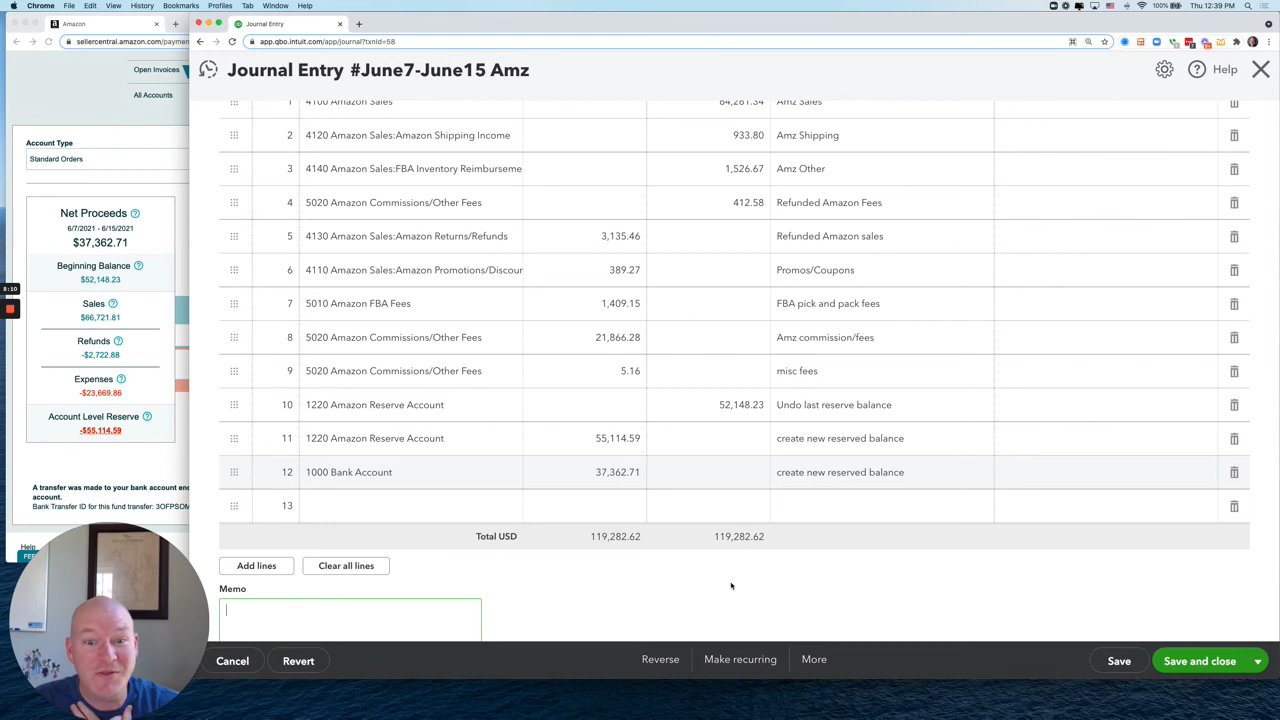 Chrome File Edit View History Bookmarks Profiles Tab Window Help
100% Thu 12:39 PM
Amazon
Journal Entry
sellercentral.amazon.com/paymen
app.qbo.intuit.com/app/journal?txnId=58
Open Invoices
All Accounts
Account Type
Standard Orders
Net Proceeds
6/7/2021 - 6/15/2021
$37,362.71
Beginning Balance
$52,148.23
Sales
$66,721.81
Refunds
-$2,722.88
Expenses
-$23,669.86
Account Level Reserve
-$55,114.59
A transfer was made to your bank account en
account.
Bank Transfer ID for this fund transfer: 3OFPSOM
Help
8:10
Journal Entry #June7-June15 Amz
Help
1 4100 Amazon Sales 64,261.34 Amz Sales
2 4120 Amazon Sales:Amazon Shipping Income 933.80 Amz Shipping
3 4140 Amazon Sales:FBA Inventory Reimburseme 1,526.67 Amz Other
4 5020 Amazon Commissions/Other Fees 412.58 Refunded Amazon Fees
5 4130 Amazon Sales:Amazon Returns/Refunds 3,135.46 Refunded Amazon sales
6 4110 Amazon Sales:Amazon Promotions/Discour 389.27 Promos/Coupons
7 5010 Amazon FBA Fees 1,409.15 FBA pick and pack fees
8 5020 Amazon Commissions/Other Fees 21,866.28 Amz commission/fees
9 5020 Amazon Commissions/Other Fees 5.16 misc fees
10 1220 Amazon Reserve Account 52,148.23 Undo last reserve balance
11 1220 Amazon Reserve Account 55,114.59 create new reserved balance
12 1000 Bank Account 37,362.71 create new reserved balance
13
Total USD 119,282.62 119,282.62
Add lines Clear all lines
Memo
Cancel Revert Reverse Make recurring More Save Save and close